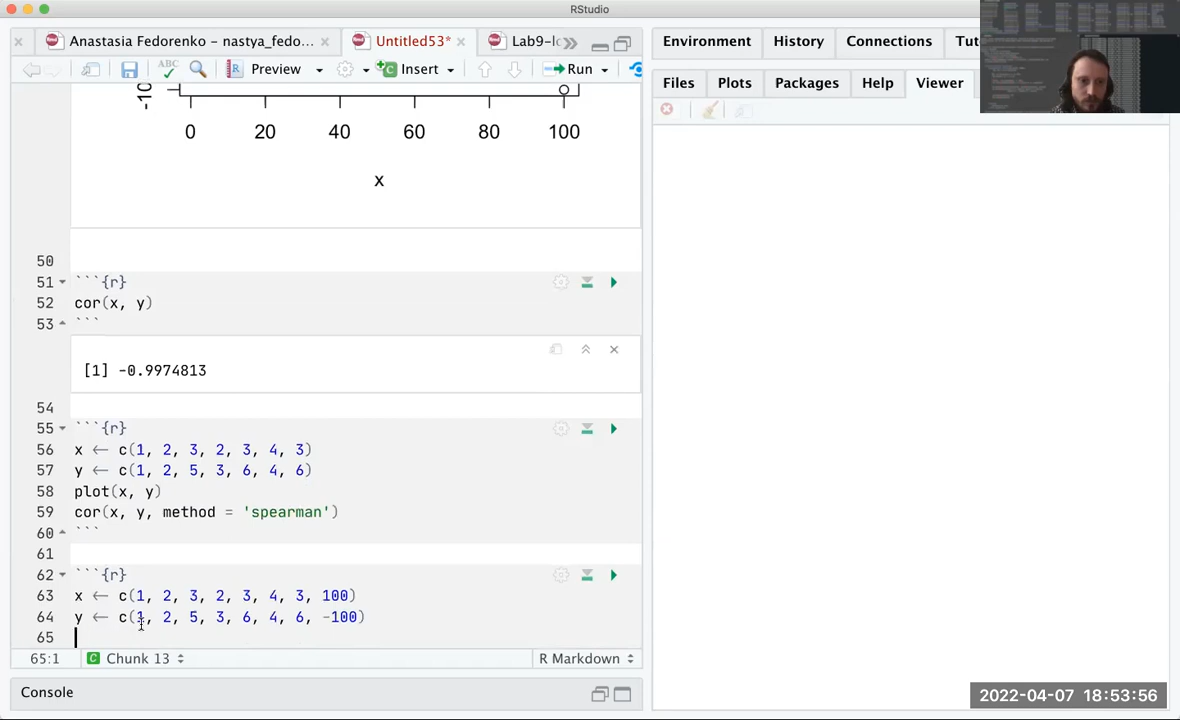 RStudio
Anastasia Fedorenko – nastya_fedo...
Untitled53*
Lab9-lo
Environment
History
Connections
Tut
ABC
Preview
Insert
Run
Files
Plots
Packages
Help
Viewer
-10
0 20 40 60 80 100
x
50
51 ```{r}
52 cor(x, y)
53 ```
[1] -0.9974813
54
55 ```{r}
56 x ← c(1, 2, 3, 2, 3, 4, 3)
57 y ← c(1, 2, 5, 3, 6, 4, 6)
58 plot(x, y)
59 cor(x, y, method = 'spearman')
60 ```
61
62 ```{r}
63 x ← c(1, 2, 3, 2, 3, 4, 3, 100)
64 y ← c(1, 2, 5, 3, 6, 4, 6, -100)
65
65:1
C Chunk 13
R Markdown
Console
2022-04-07 18:53:56